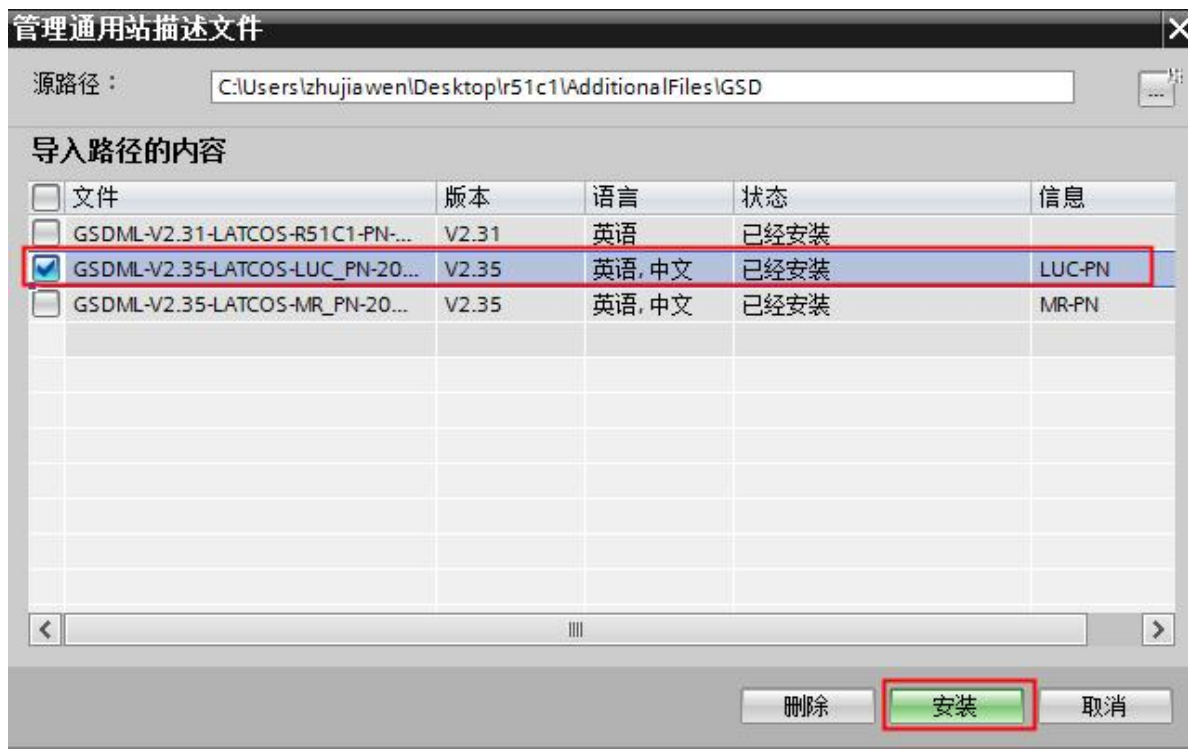 管理通用站描述文件
源路径： C:\Users\zhujiawen\Desktop\r51c1\AdditionalFiles\GSD ...
导入路径的内容
文件 版本 语言 状态 信息
GSDML-V2.31-LATCOS-R51C1-PN-... V2.31 英语 已经安装
GSDML-V2.35-LATCOS-LUC_PN-20... V2.35 英语, 中文 已经安装 LUC-PN
GSDML-V2.35-LATCOS-MR_PN-20... V2.35 英语, 中文 已经安装 MR-PN
删除 安装 取消